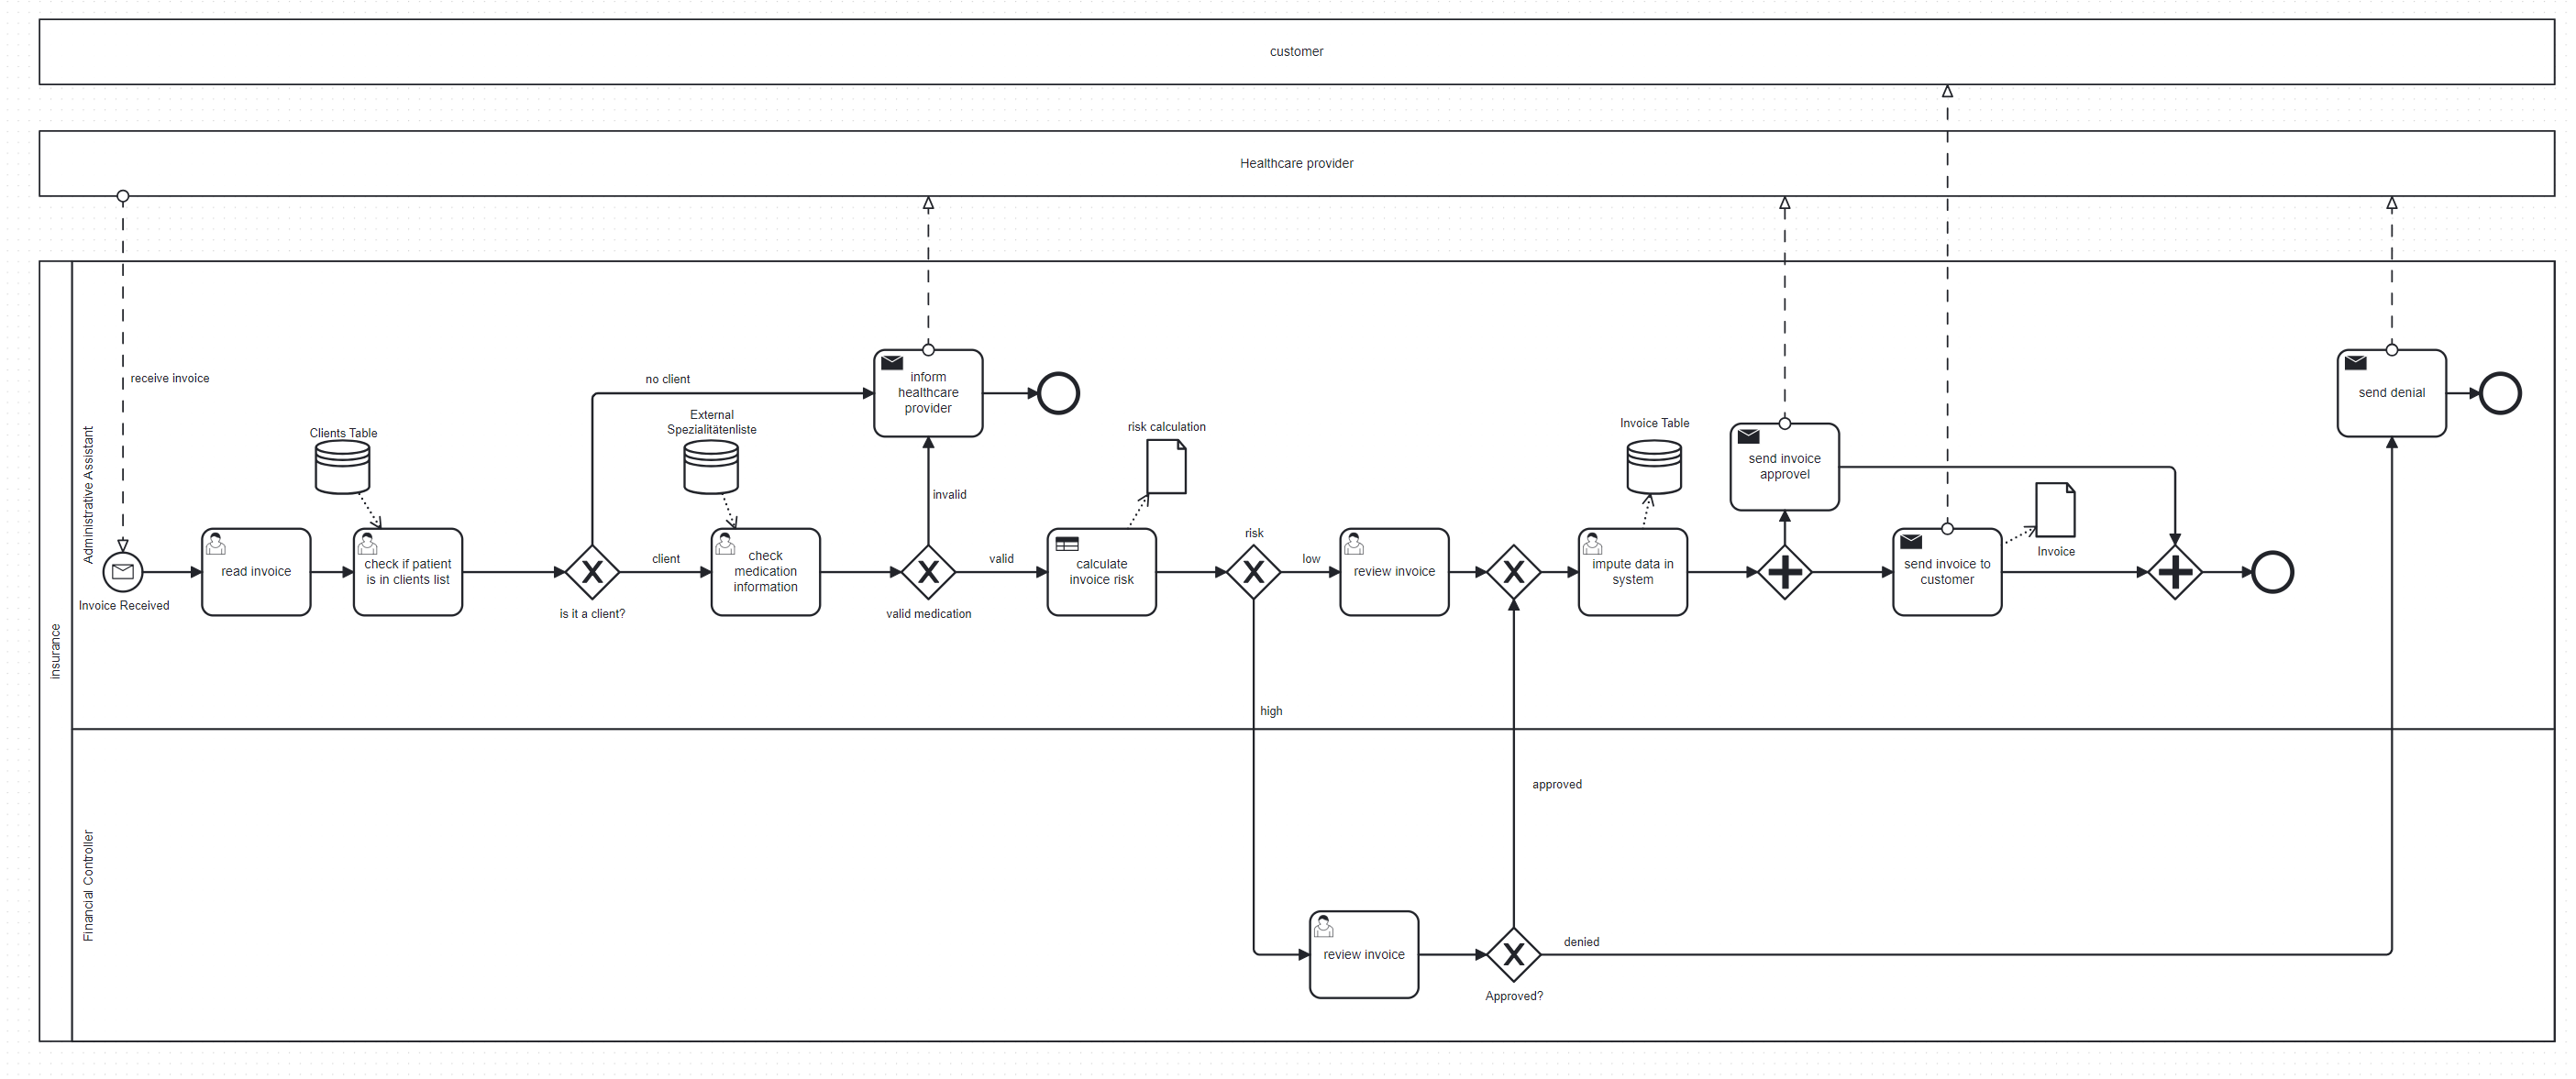 customer
Healthcare provider
insurance
Administrative Assistant
receive invoice
Invoice Received
read invoice
Clients Table
check if patient
is in clients list
is it a client?
no client
client
External
Spezialitätenliste
check
medication
information
inform
healthcare
provider
invalid
valid medication
valid
risk calculation
calculate
invoice risk
risk
low
high
review invoice
Invoice Table
impute data in
system
send invoice
approvel
send invoice to
customer
Invoice
send denial
Financial Controller
review invoice
Approved?
approved
denied